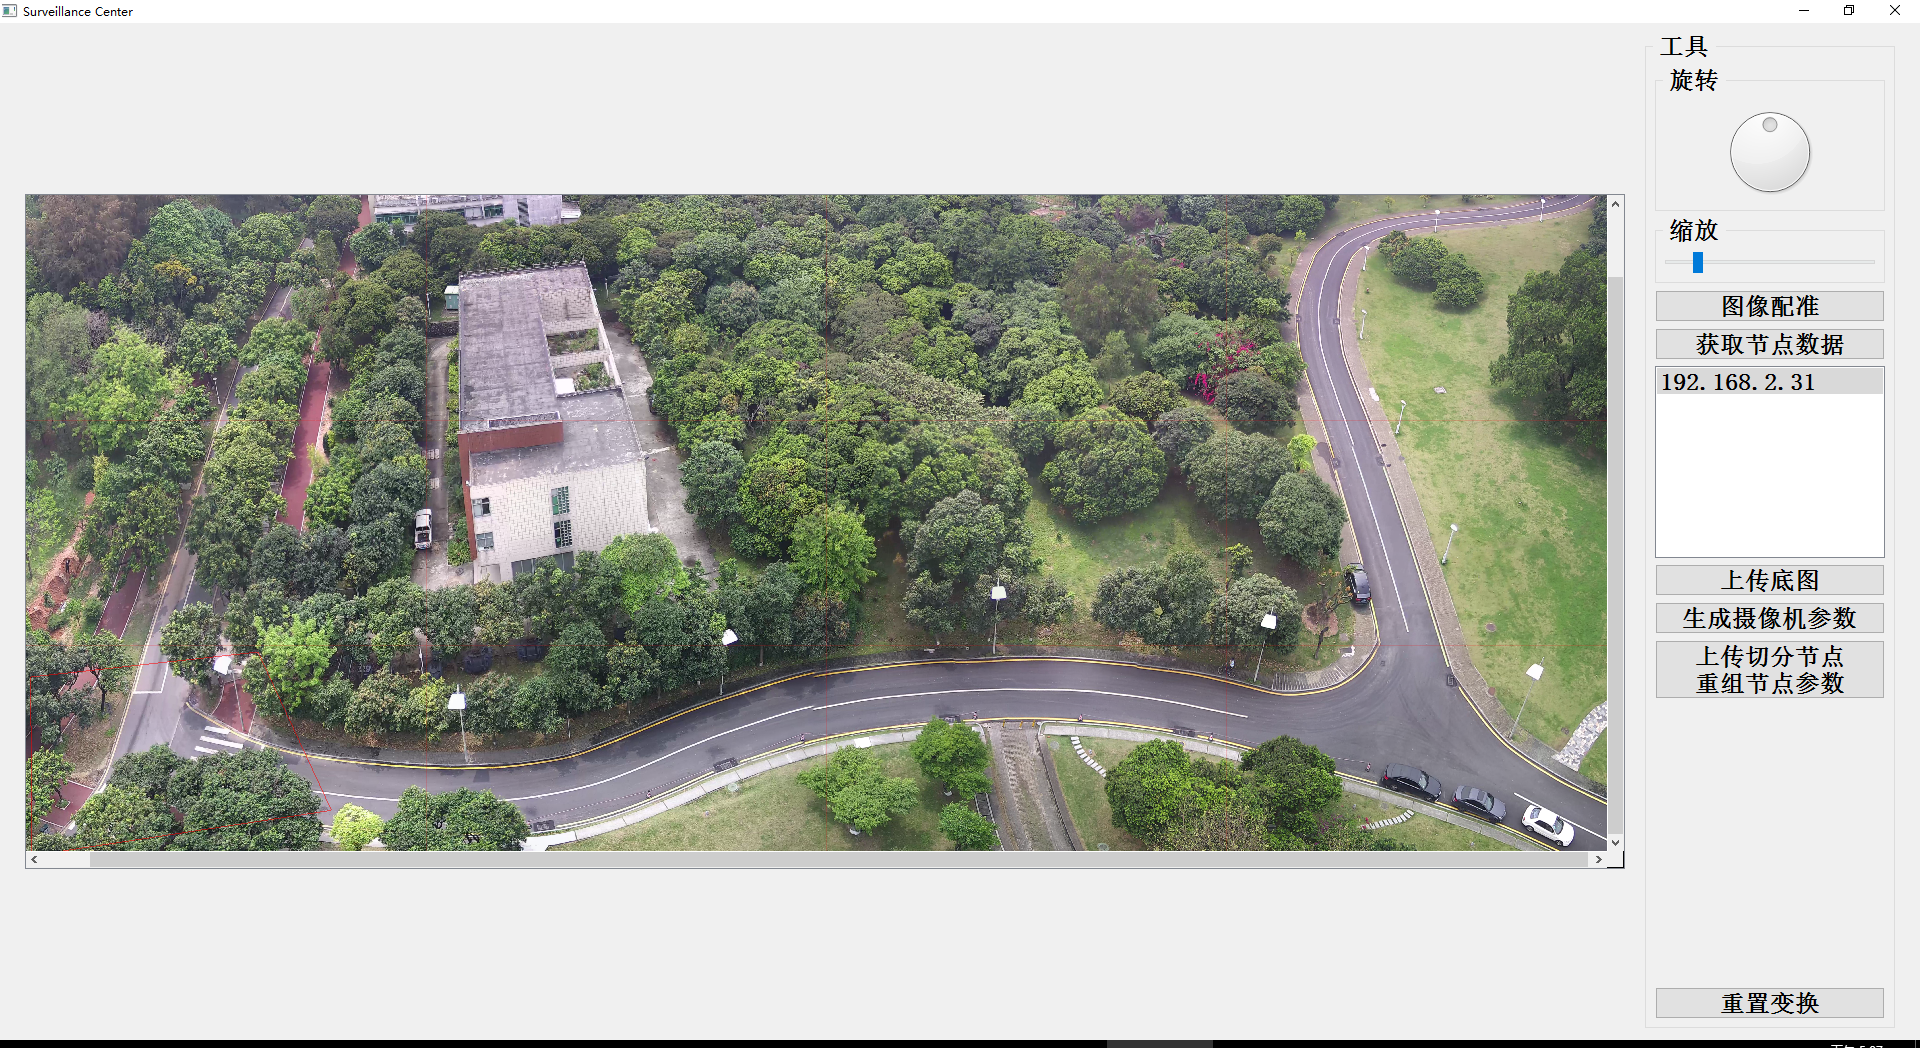 Surveillance Center
工具
旋转
缩放
图像配准
获取节点数据
192.168.2.31
上传底图
生成摄像机参数
上传切分节点
重组节点参数
重置变换